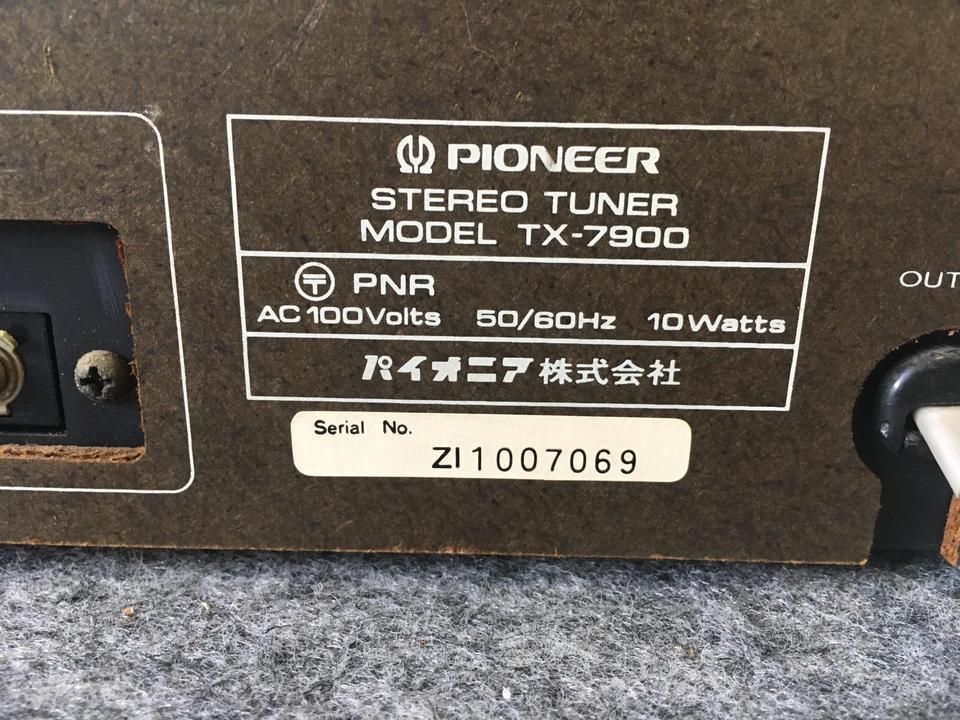 PIONEER
STEREO TUNER
MODEL TX-7900
〒 PNR
AC 100Volts 50/60Hz 10Watts
パイオニア株式会社
Serial No.
ZI1007069
OUT